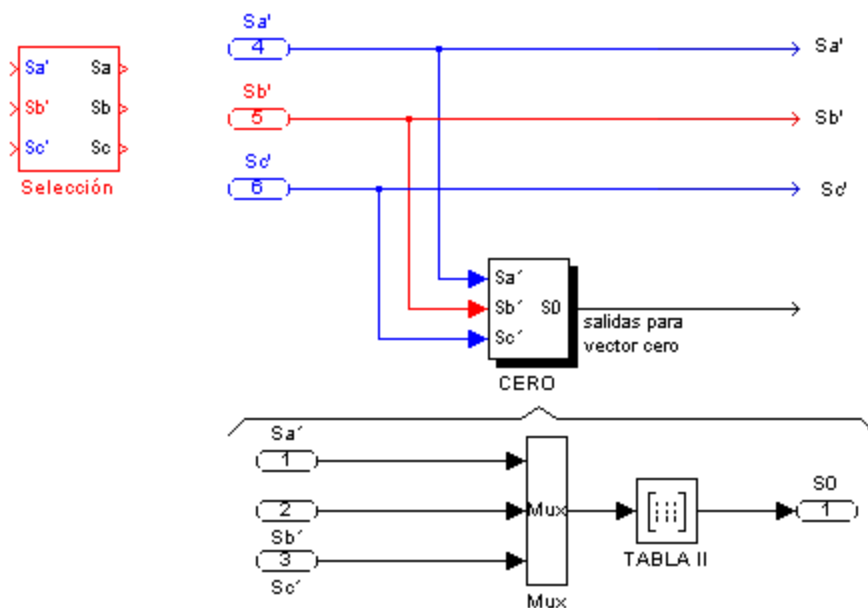 Sa'
4
Sa'
Sa'
Sa
Sb'
Sb
Sc'
Sc
Selección
Sb'
5
Sb'
Sc'
6
Sc'
Sa´
Sb´
S0
Sc´
salidas para
vector cero
CERO
Sa´
1
2
Sb´
3
Sc´
Mux
Mux
TABLA II
S0
1